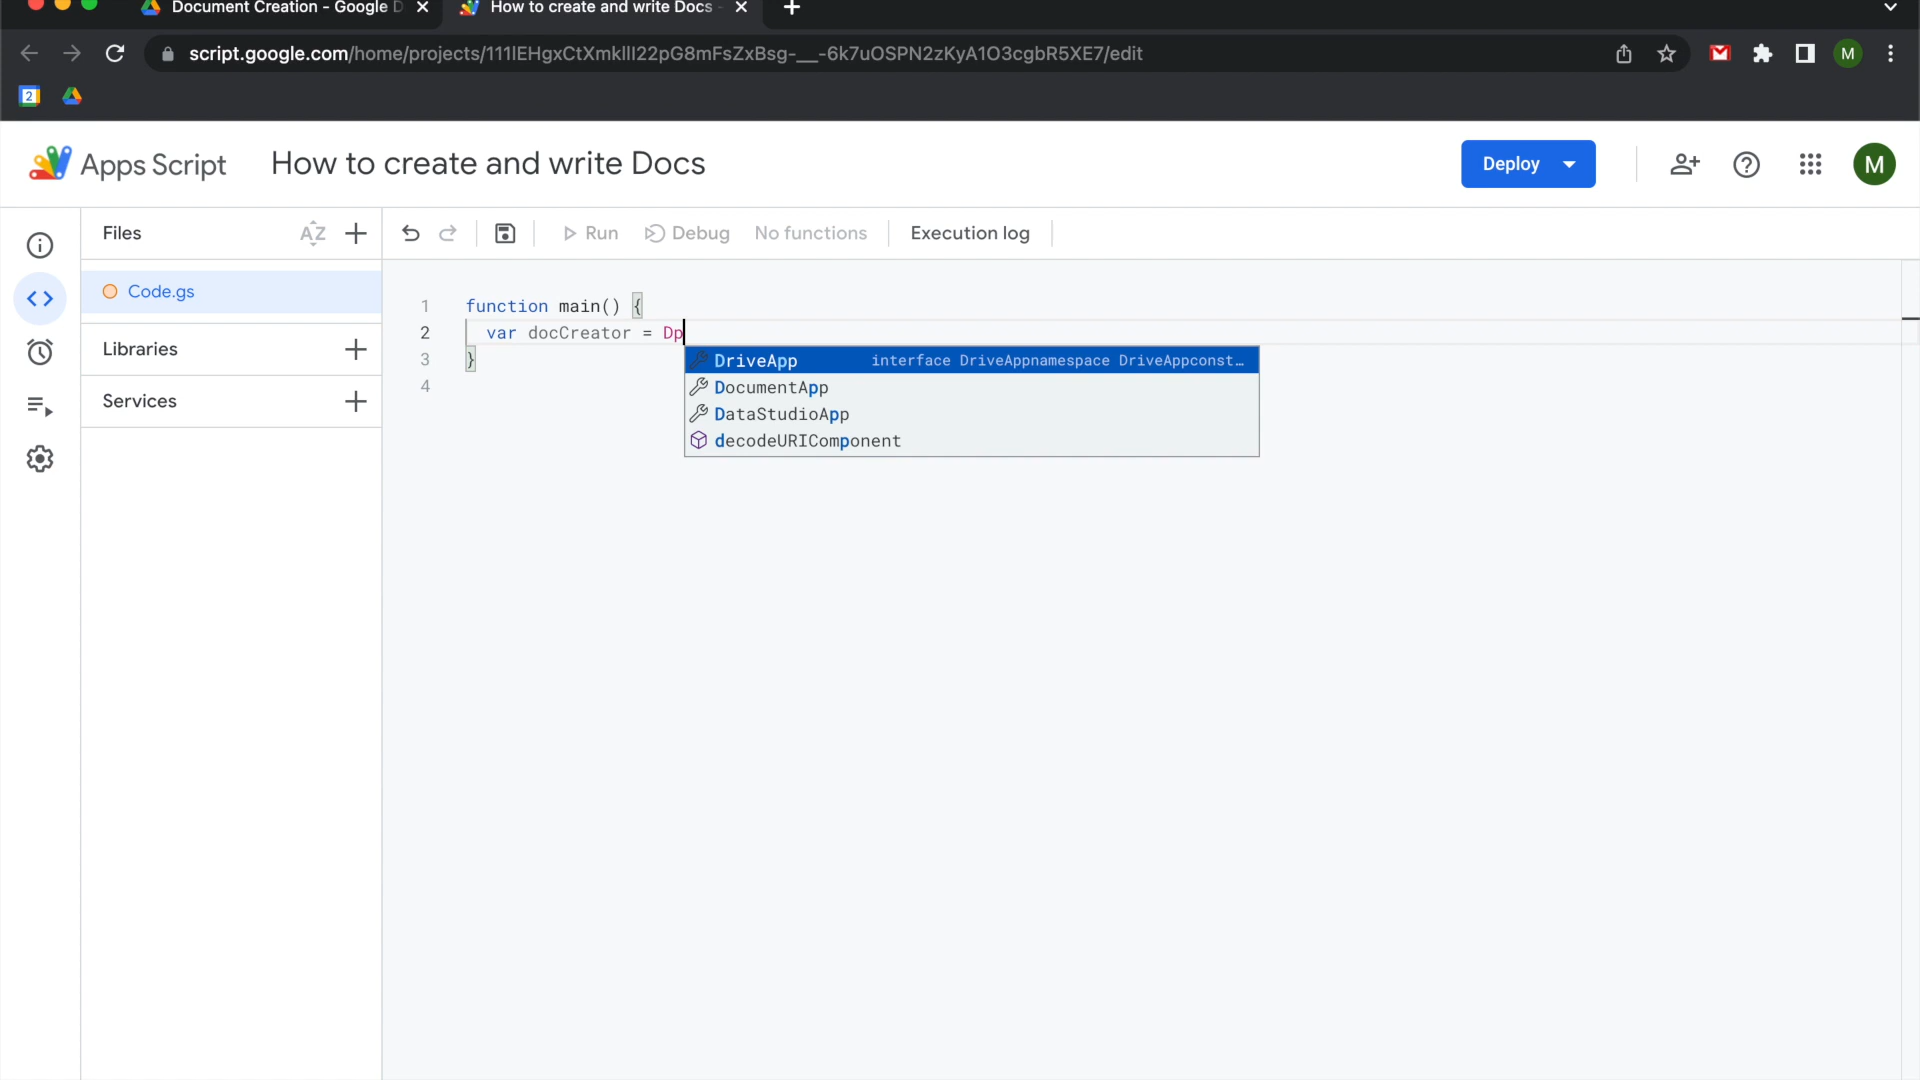 Document Creation - Google D
How to create and write Docs -
script.google.com/home/projects/111lEHgxCtXmklll22pG8mFsZxBsg-__-6k7uOSPN2zKyA1O3cgbR5XE7/edit
M
2
Apps Script
How to create and write Docs
Deploy
M
Files
AZ
Run
Debug
No functions
Execution log
Code.gs
Libraries
Services
1 function main() {
2 var docCreator = Dp
3 }
4
DriveApp interface DriveAppnamespace DriveAppconst…
DocumentApp
DataStudioApp
decodeURIComponent